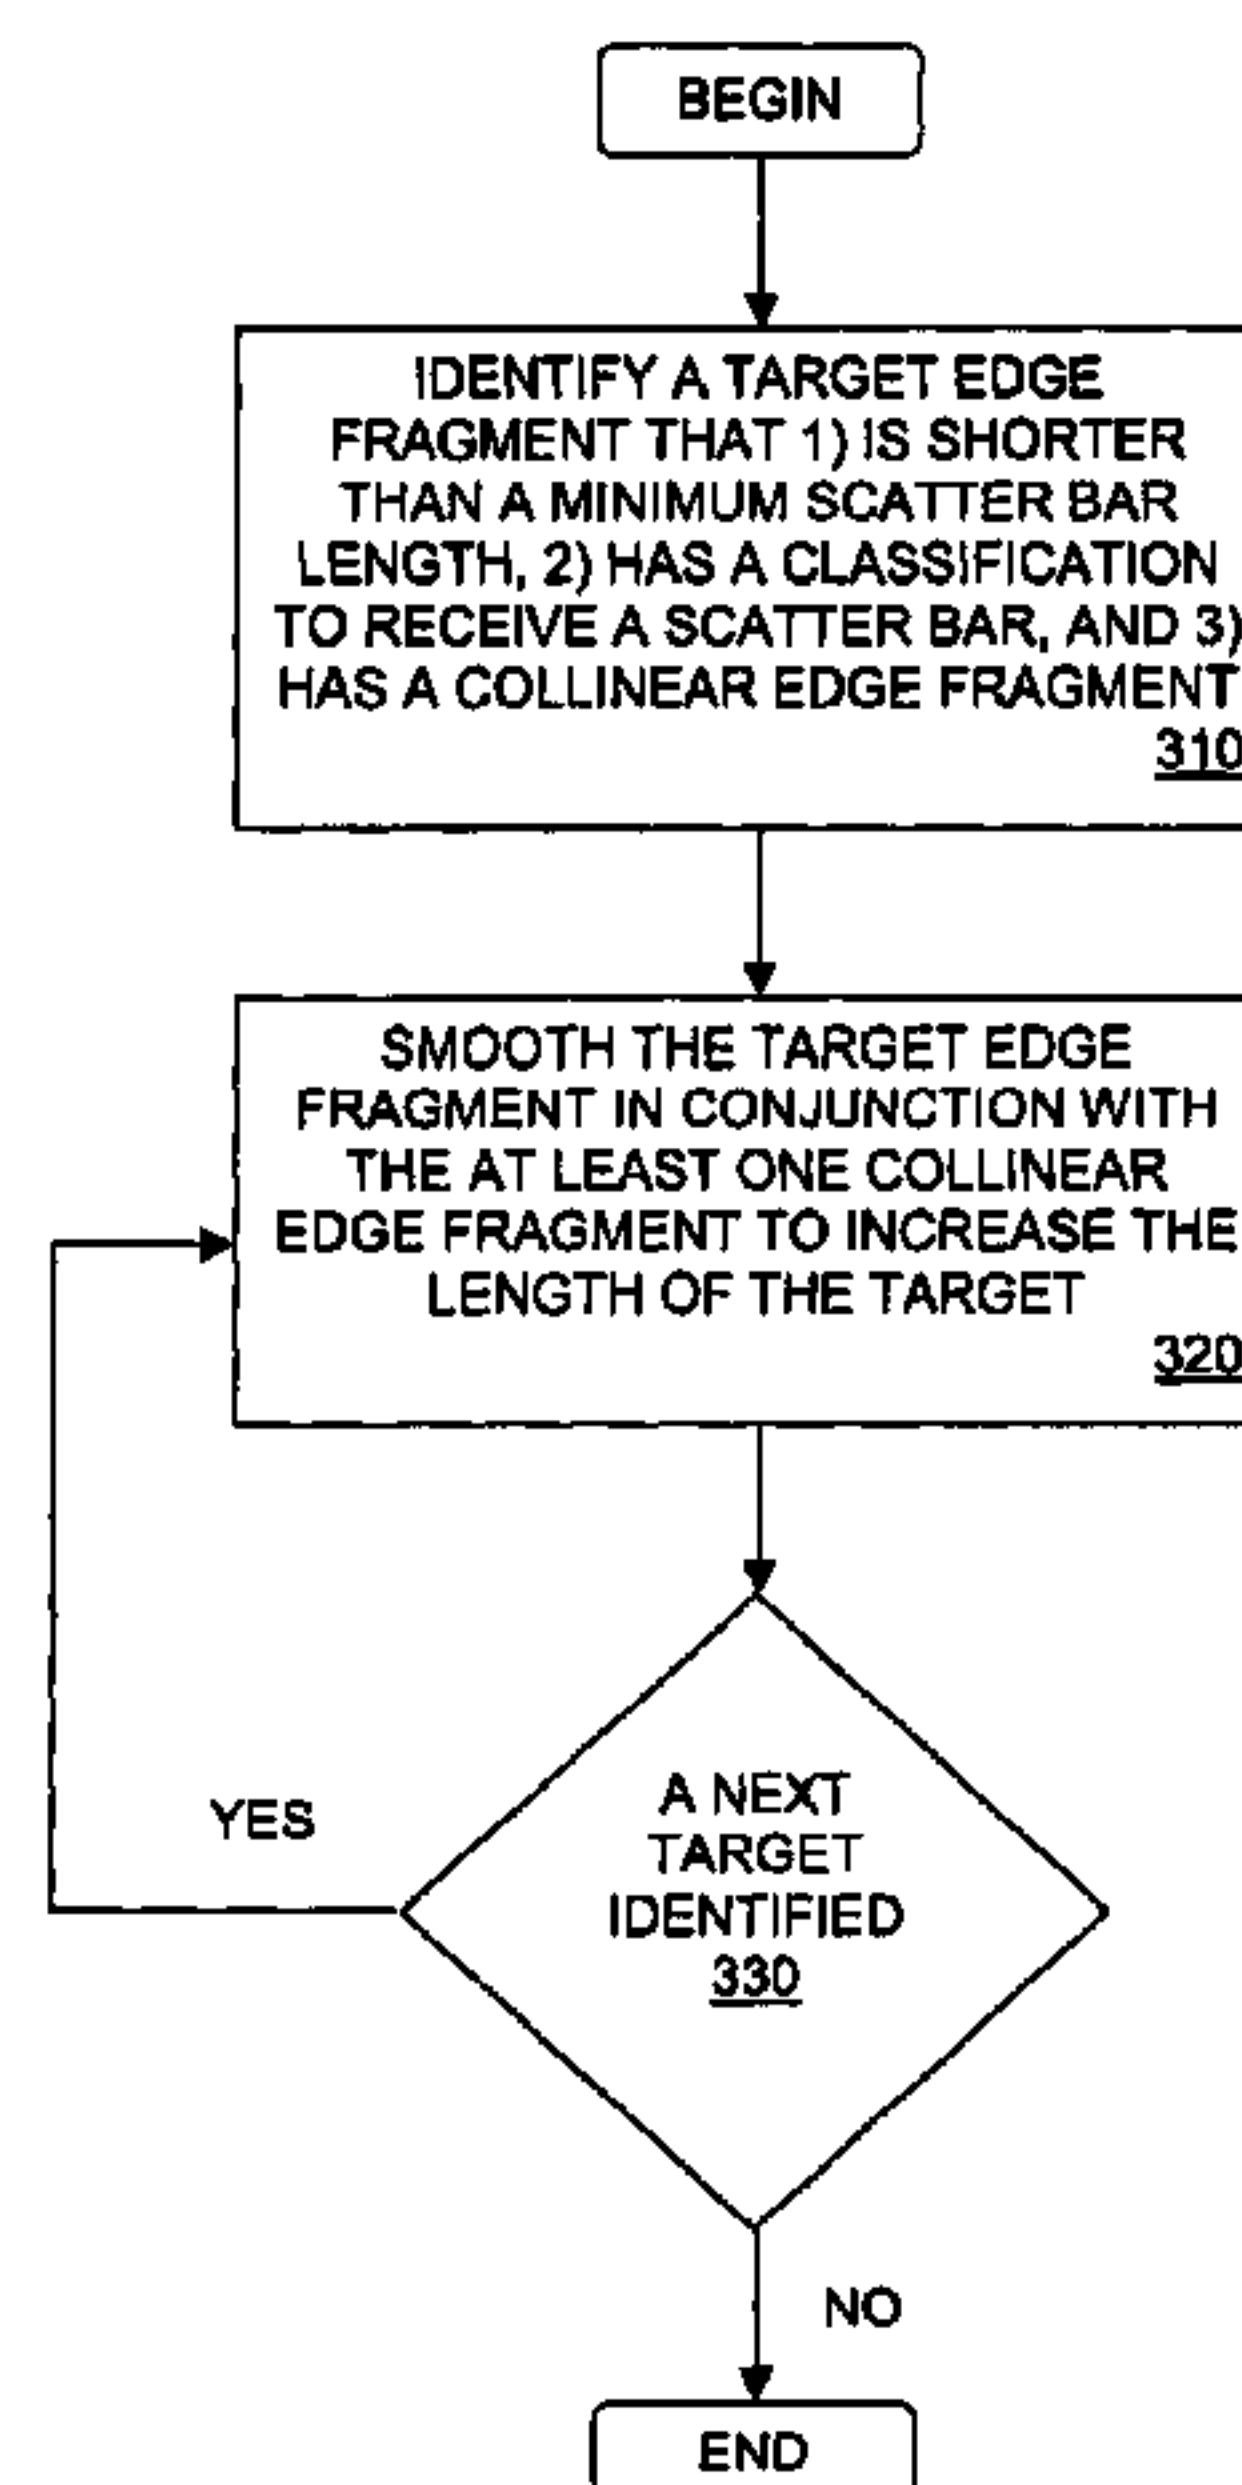 BEGIN
IDENTIFY A TARGET EDGE
FRAGMENT THAT 1) IS SHORTER
THAN A MINIMUM SCATTER BAR
LENGTH, 2) HAS A CLASSIFICATION
TO RECEIVE A SCATTER BAR, AND 3)
HAS A COLLINEAR EDGE FRAGMENT
310
SMOOTH THE TARGET EDGE
FRAGMENT IN CONJUNCTION WITH
THE AT LEAST ONE COLLINEAR
EDGE FRAGMENT TO INCREASE THE
LENGTH OF THE TARGET
320
A NEXT
TARGET
IDENTIFIED
330
YES
NO
END